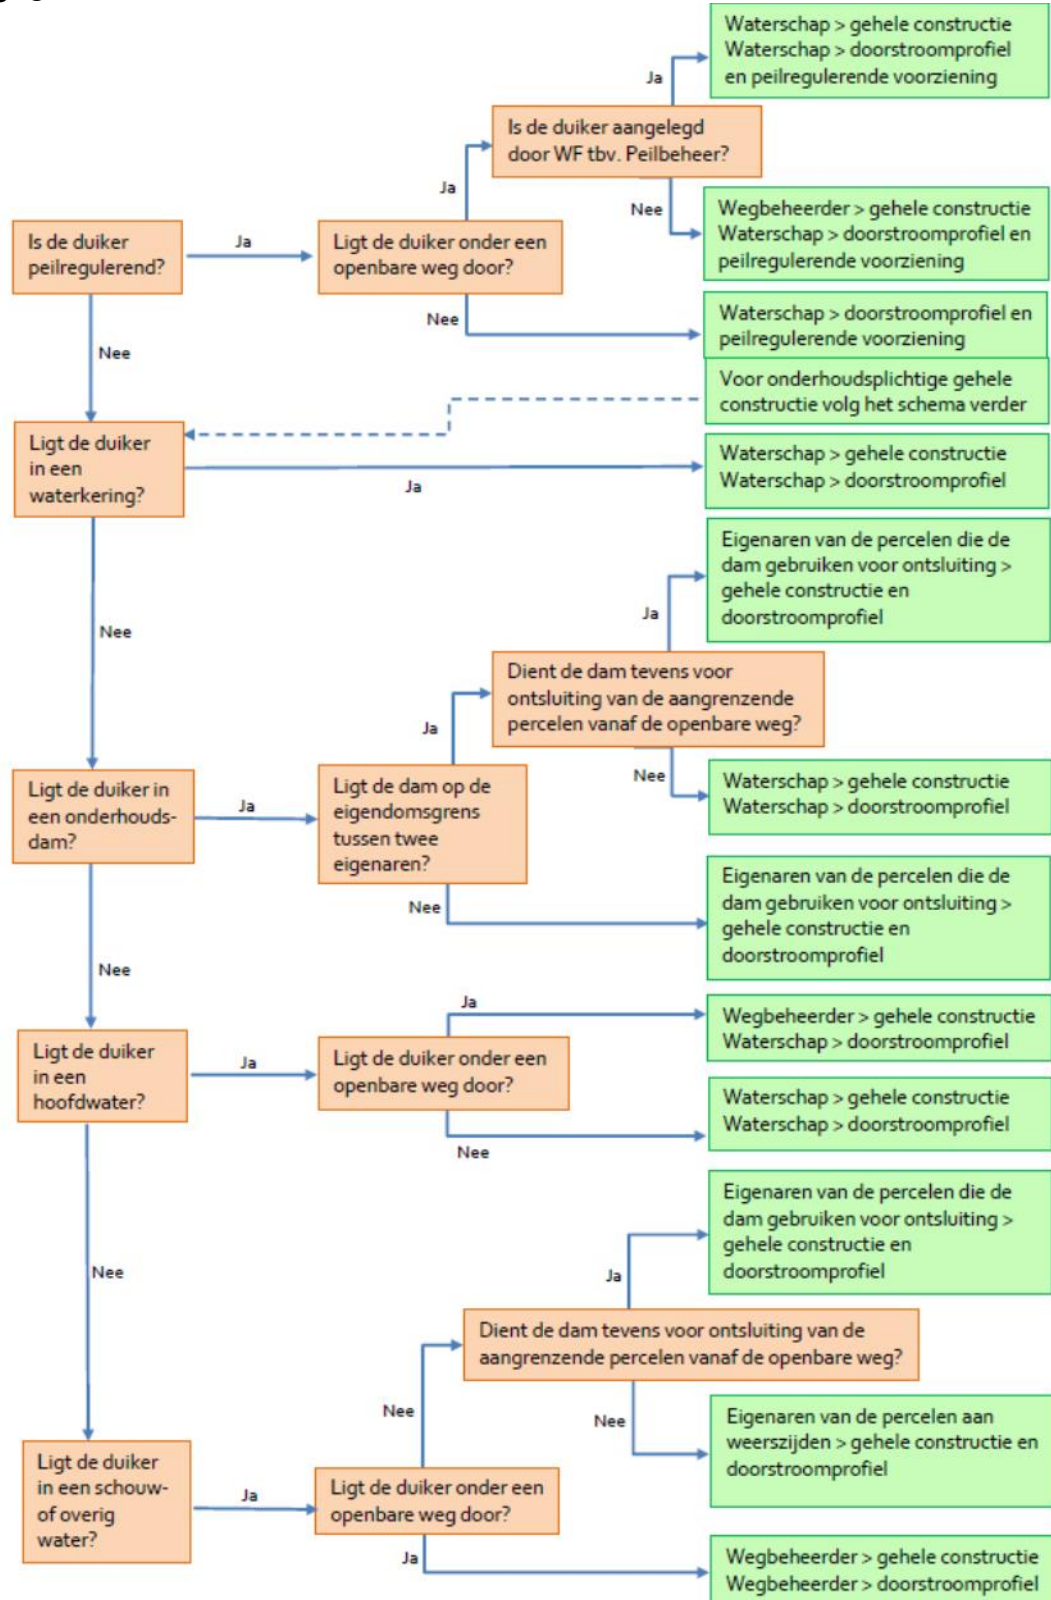 Waterschap > gehele constructie
Waterschap > doorstroomprofiel
en peilregulerende voorziening
Ja
Is de duiker aangelegd
door WF tbv. Peilbeheer?
Ja
Nee
Wegbeheerder > gehele constructie
Waterschap > doorstroomprofiel en
peilregulerende voorziening
Is de duiker
peilregulerend?
Ja
Ligt de duiker onder een
openbare weg door?
Nee
Waterschap > doorstroomprofiel en
peilregulerende voorziening
Nee
Voor onderhoudsplichtige gehele
constructie volg het schema verder
Ligt de duiker
in een
waterkering?
Ja
Waterschap > gehele constructie
Waterschap > doorstroomprofiel
Eigenaren van de percelen die de
dam gebruiken voor ontsluiting >
gehele constructie en
doorstroomprofiel
Ja
Nee
Dient de dam tevens voor
ontsluiting van de aangrenzende
percelen vanaf de openbare weg?
Ja
Nee
Waterschap > gehele constructie
Waterschap > doorstroomprofiel
Ligt de duiker in
een onderhouds-
dam?
Ja
Ligt de dam op de
eigendomsgrens
tussen twee
eigenaren?
Nee
Eigenaren van de percelen die de
dam gebruiken voor ontsluiting >
gehele constructie en
doorstroomprofiel
Nee
Ja
Wegbeheerder > gehele constructie
Waterschap > doorstroomprofiel
Ligt de duiker
in een
hoofdwater?
Ja
Ligt de duiker onder een
openbare weg door?
Nee
Waterschap > gehele constructie
Waterschap > doorstroomprofiel
Eigenaren van de percelen die de
dam gebruiken voor ontsluiting >
gehele constructie en
doorstroomprofiel
Nee
Ja
Dient de dam tevens voor ontsluiting van de
aangrenzende percelen vanaf de openbare weg?
Nee
Nee
Eigenaren van de percelen aan
weerszijden > gehele constructie en
doorstroomprofiel
Ligt de duiker
in een schouw-
of overig
water?
Ja
Ligt de duiker onder een
openbare weg door?
Ja
Wegbeheerder > gehele constructie
Wegbeheerder > doorstroomprofiel